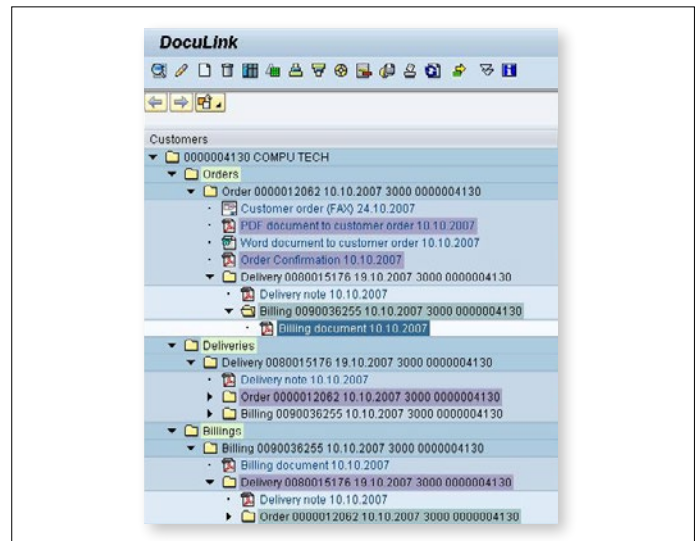 DocuLink
Customers
0000004130 COMPU TECH
Orders
Order 0000012062 10.10.2007 3000 0000004130
Customer order (FAX) 24.10.2007
PDF document to customer order 10.10.2007
Word document to customer order 10.10.2007
Order Confirmation 10.10.2007
Delivery 0080015176 19.10.2007 3000 0000004130
Delivery note 10.10.2007
Billing 0090036255 10.10.2007 3000 0000004130
Billing document 10.10.2007
Deliveries
Delivery 0080015176 19.10.2007 3000 0000004130
Delivery note 10.10.2007
Order 0000012062 10.10.2007 3000 0000004130
Billing 0090036255 10.10.2007 3000 0000004130
Billings
Billing 0090036255 10.10.2007 3000 0000004130
Billing document 10.10.2007
Delivery 0080015176 19.10.2007 3000 0000004130
Delivery note 10.10.2007
Order 0000012062 10.10.2007 3000 0000004130